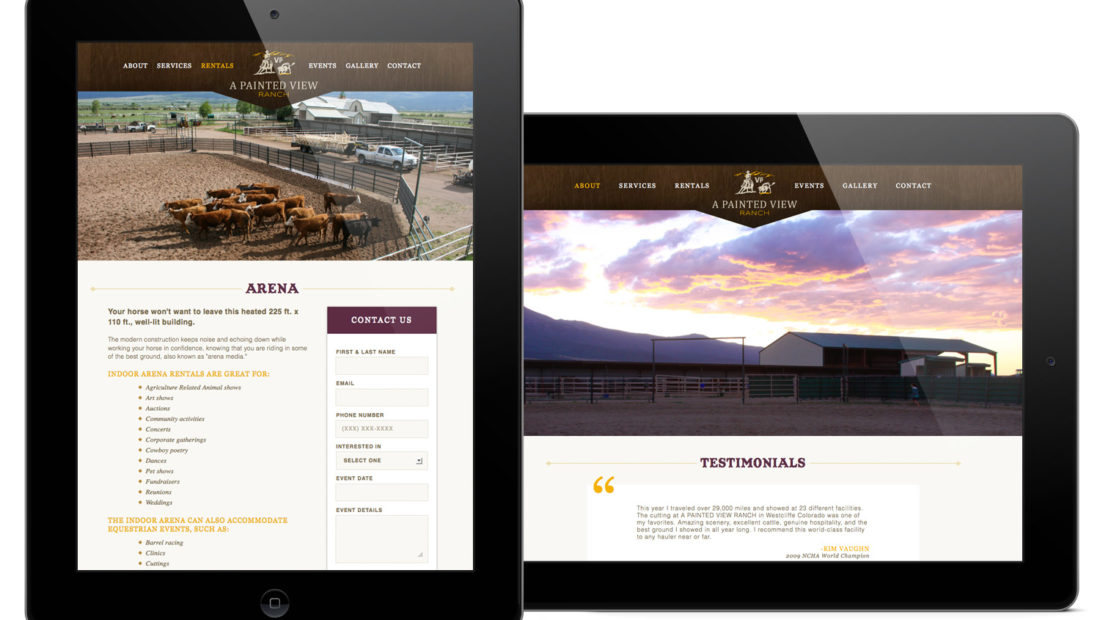 ABOUT SERVICES RENTALS EVENTS GALLERY CONTACT
VP
A PAINTED VIEW
RANCH
ARENA
Your horse won't want to leave this heated 225 ft. x
110 ft., well-lit building.
The modern construction keeps noise and echoing down while
working your horse in confidence, knowing that you are riding in some
of the best ground, also known as "arena media."
INDOOR ARENA RENTALS ARE GREAT FOR:
Agriculture Related Animal shows
Art shows
Auctions
Community activities
Concerts
Corporate gatherings
Cowboy poetry
Dances
Pet shows
Fundraisers
Reunions
Weddings
THE INDOOR ARENA CAN ALSO ACCOMMODATE
EQUESTRIAN EVENTS, SUCH AS:
Barrel racing
Clinics
Cuttings
CONTACT US
FIRST & LAST NAME
EMAIL
PHONE NUMBER
(XXX) XXX-XXXX
INTERESTED IN
SELECT ONE
EVENT DATE
EVENT DETAILS
ABOUT SERVICES RENTALS EVENTS GALLERY CONTACT
VP
A PAINTED VIEW
RANCH
TESTIMONIALS
“
This year I traveled over 29,000 miles and showed at 23 different facilities.
The cutting at A PAINTED VIEW RANCH in Westcliffe Colorado was one of
my favorites. Amazing scenery, excellent cattle, genuine hospitality, and the
best ground I showed in all year long. I recommend this world-class facility
to any hauler near or far.
-KIM VAUGHN
2009 NCHA World Champion